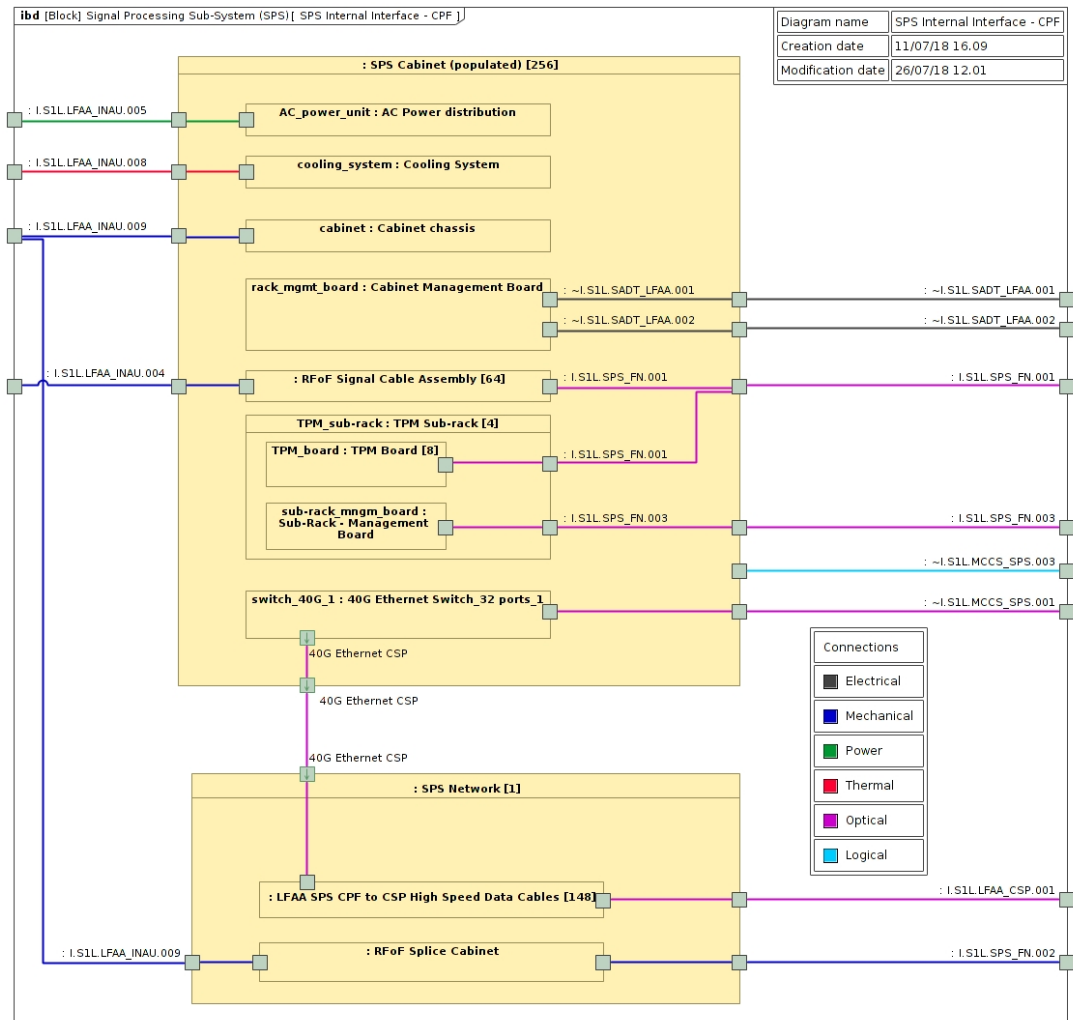 ibd [Block] Signal Processing Sub-System (SPS)[ SPS Internal Interface - CPF ]
Diagram name SPS Internal Interface - CPF
Creation date 11/07/18 16.09
Modification date 26/07/18 12.01
: SPS Cabinet (populated) [256]
: I.S1L.LFAA_INAU.005
AC_power_unit : AC Power distribution
: I.S1L.LFAA_INAU.008
cooling_system : Cooling System
: I.S1L.LFAA_INAU.009
cabinet : Cabinet chassis
rack_mgmt_board : Cabinet Management Board
: ~I.S1L.SADT_LFAA.001
: ~I.S1L.SADT_LFAA.001
: ~I.S1L.SADT_LFAA.002
: ~I.S1L.SADT_LFAA.002
: I.S1L.LFAA_INAU.004
: RFoF Signal Cable Assembly [64]
: I.S1L.SPS_FN.001
: I.S1L.SPS_FN.001
TPM_sub-rack : TPM Sub-rack [4]
TPM_board : TPM Board [8]
: I.S1L.SPS_FN.001
sub-rack_mngm_board :
Sub-Rack - Management
Board
: I.S1L.SPS_FN.003
: I.S1L.SPS_FN.003
: ~I.S1L.MCCS_SPS.003
switch_40G_1 : 40G Ethernet Switch_32 ports_1
: ~I.S1L.MCCS_SPS.001
40G Ethernet CSP
40G Ethernet CSP
40G Ethernet CSP
Connections
Electrical
Mechanical
Power
Thermal
Optical
Logical
: SPS Network [1]
: LFAA SPS CPF to CSP High Speed Data Cables [148]
: I.S1L.LFAA_CSP.001
: I.S1L.LFAA_INAU.009
: RFoF Splice Cabinet
: I.S1L.SPS_FN.002